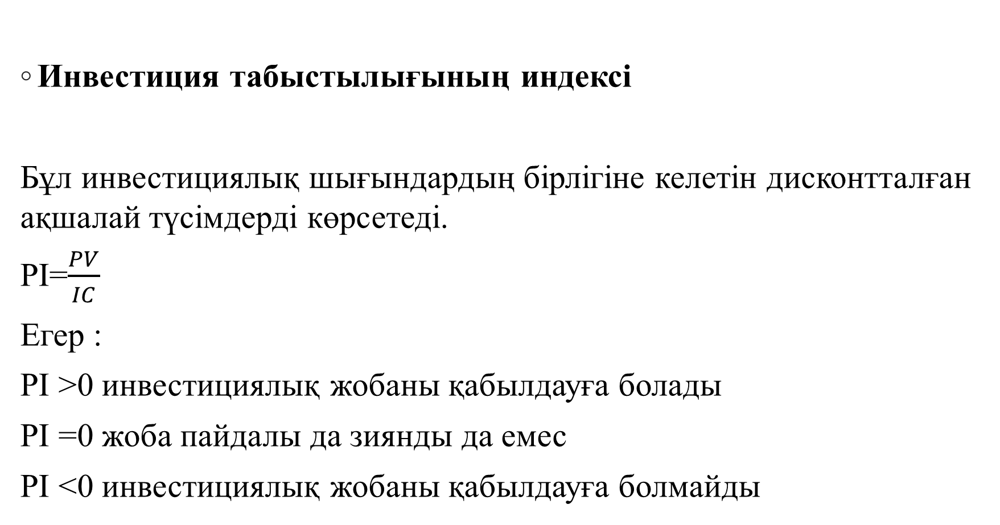 ◦ Инвестиция табыстылығының индексі
Бұл инвестициялық шығындардың бірлігіне келетін дисконтталған
ақшалай түсімдерді көрсетеді.
PI=PV/IC
Егер :
PI >0 инвестициялық жобаны қабылдауға болады
PI =0 жоба пайдалы да зиянды да емес
PI <0 инвестициялық жобаны қабылдауға болмайды